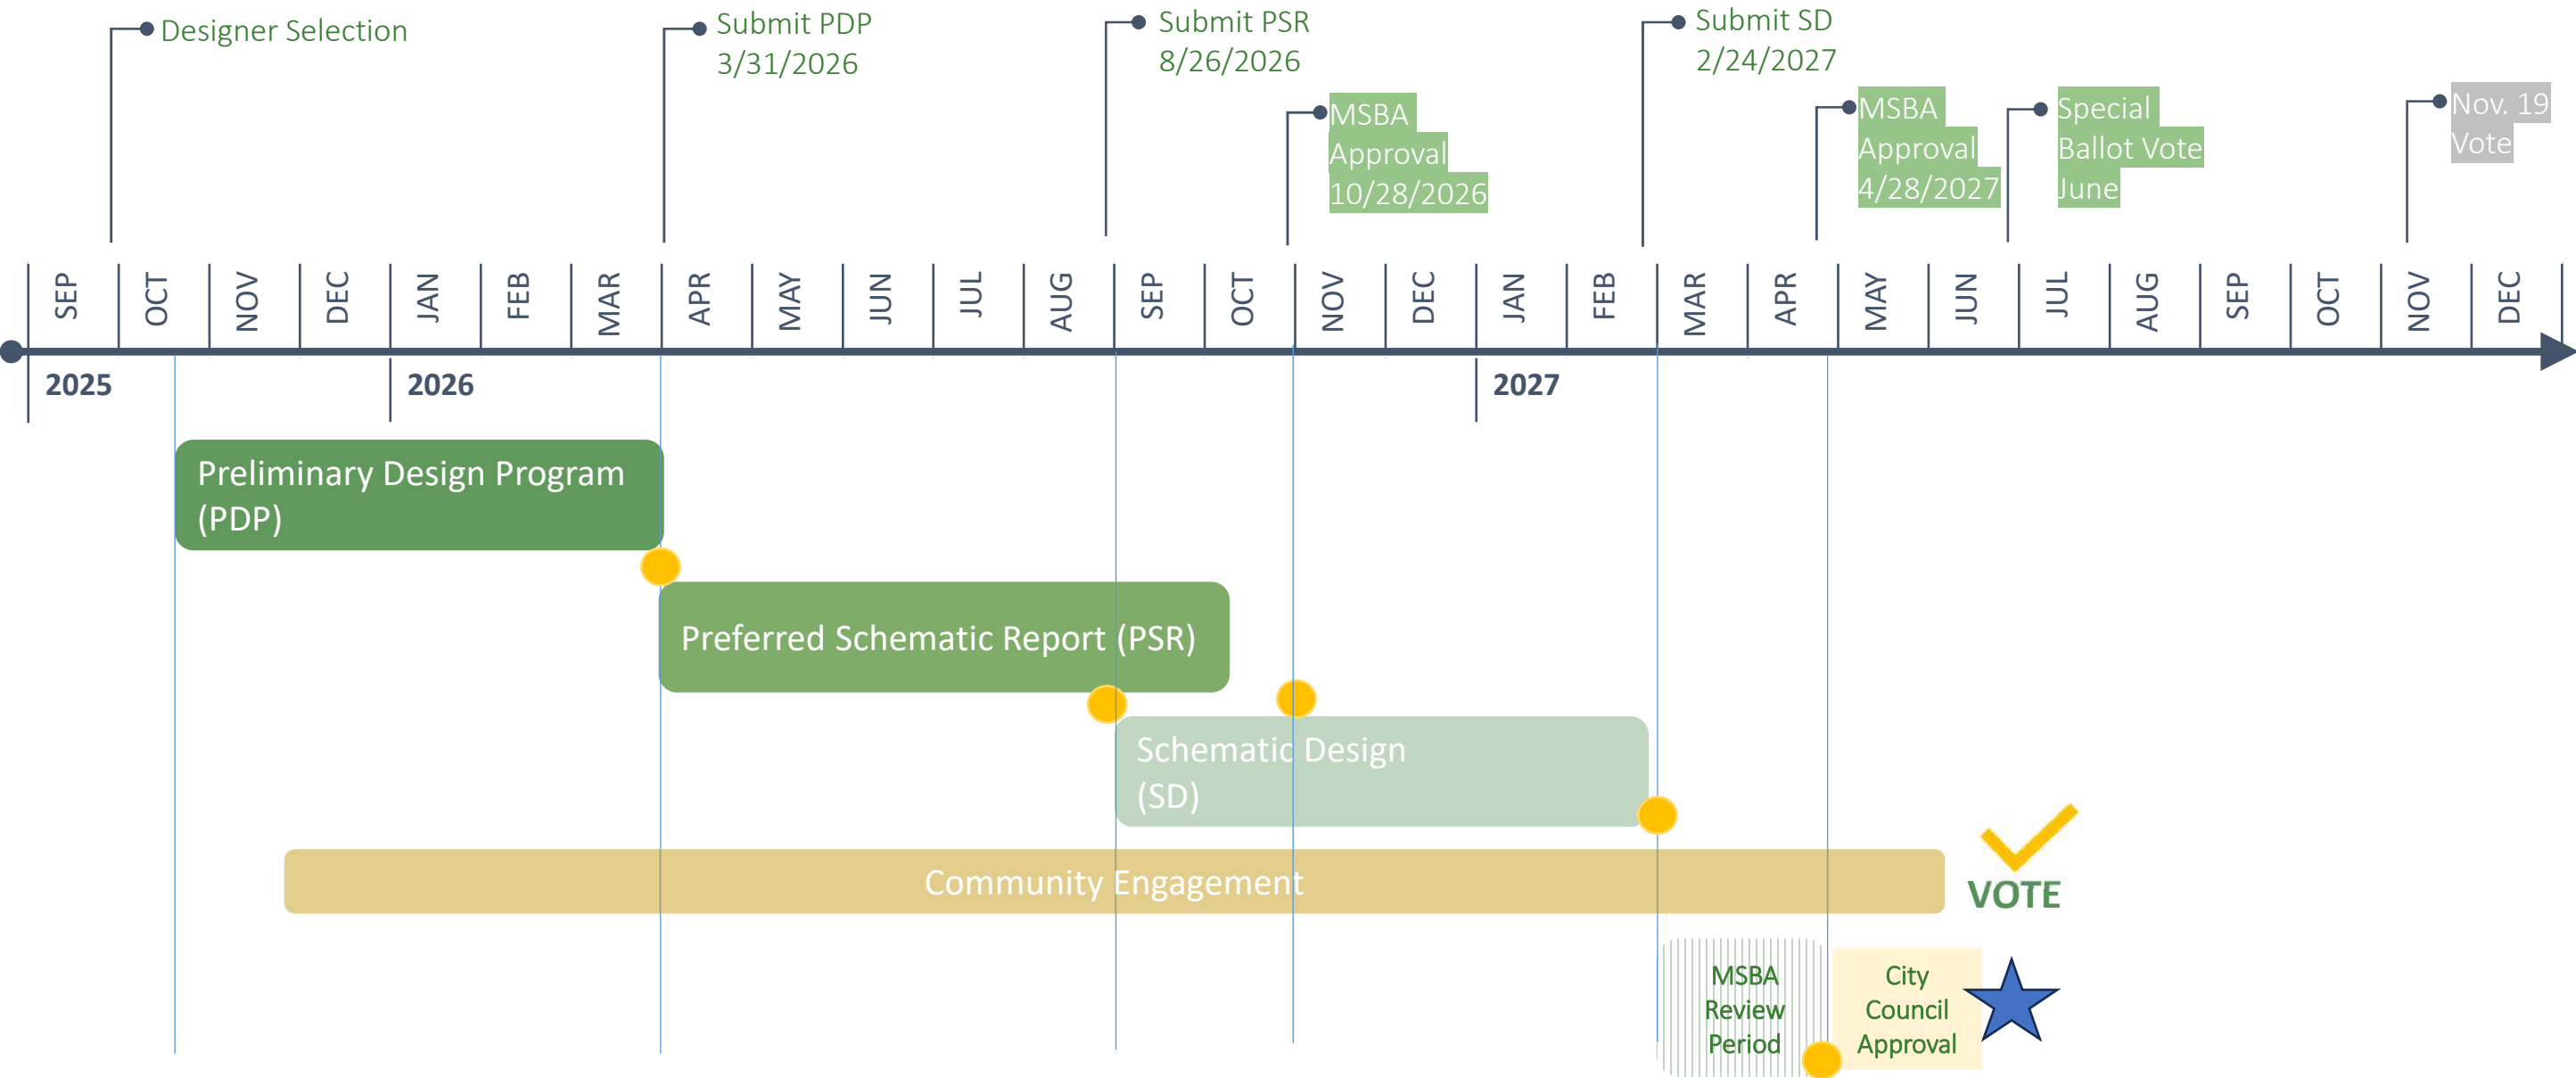 Designer Selection
Submit PDP
3/31/2026
Submit PSR
8/26/2026
MSBA
Approval
10/28/2026
Submit SD
2/24/2027
MSBA
Approval
4/28/2027
Special
Ballot Vote
June
Nov. 19
Vote
SEP
OCT
NOV
DEC
JAN
FEB
MAR
APR
MAY
JUN
JUL
AUG
SEP
OCT
NOV
DEC
JAN
FEB
MAR
APR
MAY
JUN
JUL
AUG
SEP
OCT
NOV
DEC
2025
2026
2027
Preliminary Design Program
(PDP)
Preferred Schematic Report (PSR)
Schematic Design
(SD)
Community Engagement
VOTE
MSBA
Review
Period
City
Council
Approval